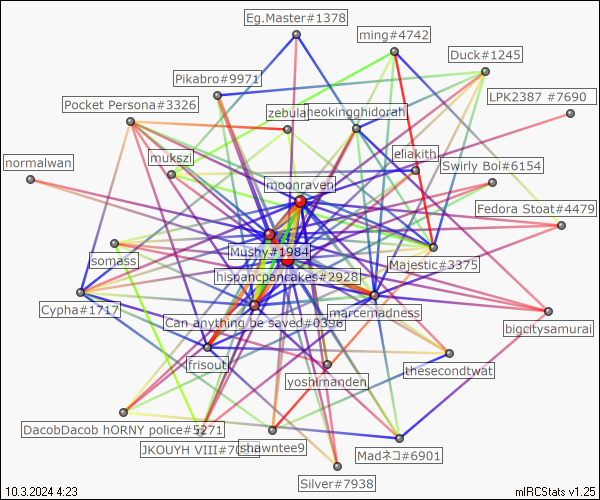 Eg.Master#1378
ming#4742
Duck#1245
Pikabro#9971
LPK2387 #7690
Pocket Persona#3326
zebula
heokingghidorah
mukszi
eliakith
normalwan
Swirly Boi#6154
moonraven
Fedora Stoat#4479
Mushy#1984
somass
Majestic#3375
hispancpancakes#2928
Cypha#1717
Can anything be saved#0396
marcemadness
bigcitysamurai
frisout
thesecondtwat
yoshimanden
DacobDacob hORNY police#5271
JKOUYH VIII#70
shawntee9
Madネコ#6901
Silver#7938
10.3.2024 4:23
mIRCStats v1.25